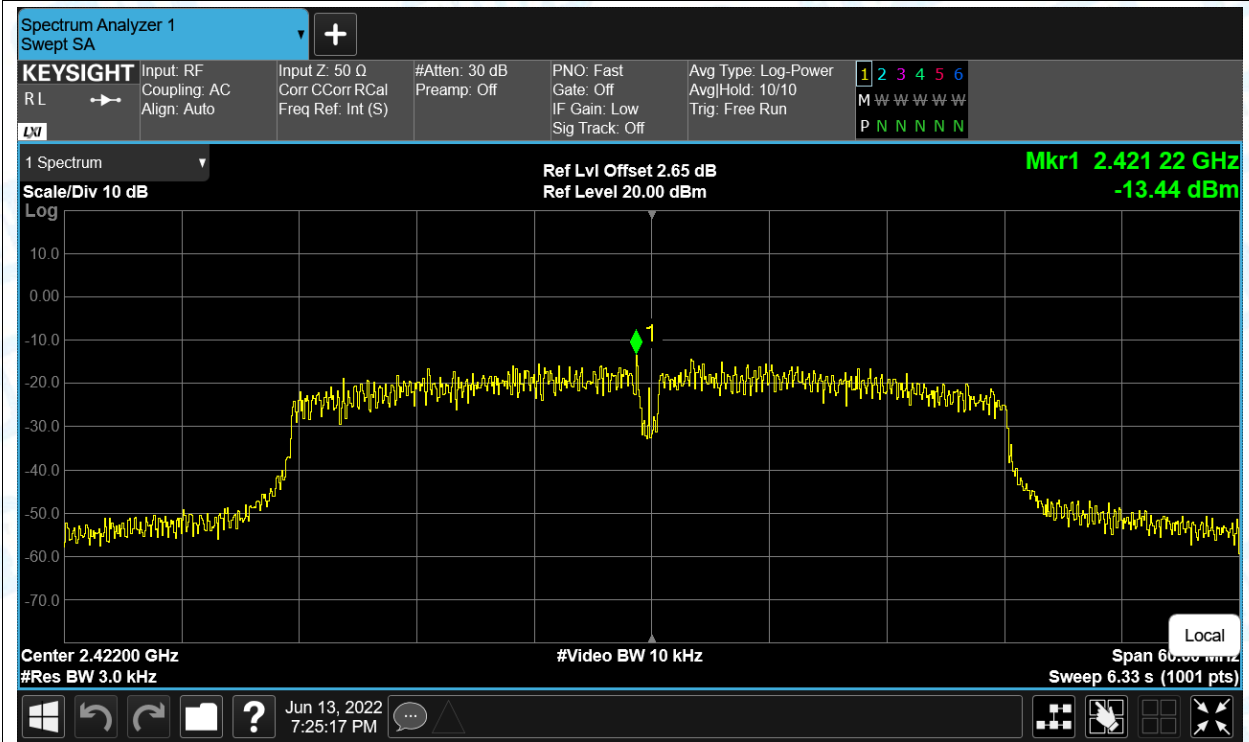 Spectrum Analyzer 1
Swept SA
KEYSIGHT
R L
LXI
Input: RF
Coupling: AC
Align: Auto
Input Z: 50 Ω
Corr CCorr RCal
Freq Ref: Int (S)
#Atten: 30 dB
Preamp: Off
PNO: Fast
Gate: Off
IF Gain: Low
Sig Track: Off
Avg Type: Log-Power
Avg|Hold: 10/10
Trig: Free Run
1 2 3 4 5 6
M W W W W W
P N N N N N
1 Spectrum
Scale/Div 10 dB
Log
Ref Lvl Offset 2.65 dB
Ref Level 20.00 dBm
Mkr1 2.421 22 GHz
-13.44 dBm
10.0
0.00
-10.0
-20.0
-30.0
-40.0
-50.0
-60.0
-70.0
1
Local
Center 2.42200 GHz
#Res BW 3.0 kHz
#Video BW 10 kHz
Span 60.00 MHz
Sweep 6.33 s (1001 pts)
?
Jun 13, 2022
7:25:17 PM